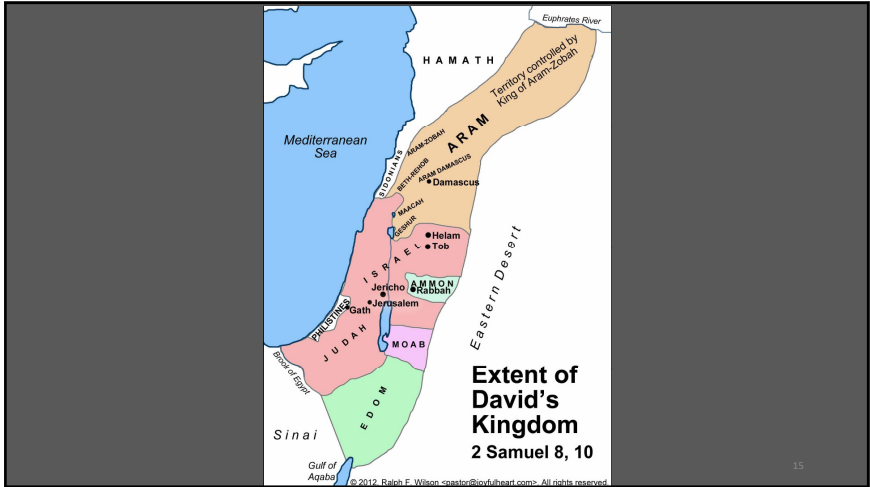 Euphrates River
HAMATH
Territory controlled by
King of Aram-Zobah
Mediterranean
Sea
ARAM
ARAM-ZOBAH
SIDONIANS
BETH-REHOB
ARAM DAMASCUS
Damascus
MAACAH
GESHUR
Helam
Tob
ISRAEL
AMMON
Rabbah
Jericho
Jerusalem
PHILISTINES
Gath
JUDAH
MOAB
Eastern Desert
Brook of Egypt
EDOM
Sinai
Gulf of
Aqaba
Extent of
David's
Kingdom
2 Samuel 8, 10
© 2012, Ralph F. Wilson <pastor@joyfulheart.com>. All rights reserved.
15